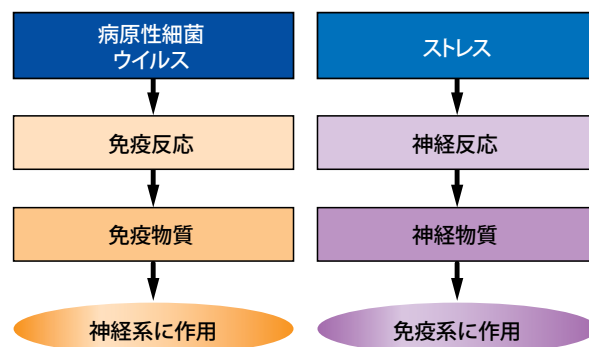 病原性細菌
ウイルス
免疫反応
免疫物質
神経系に作用
ストレス
神経反応
神経物質
免疫系に作用